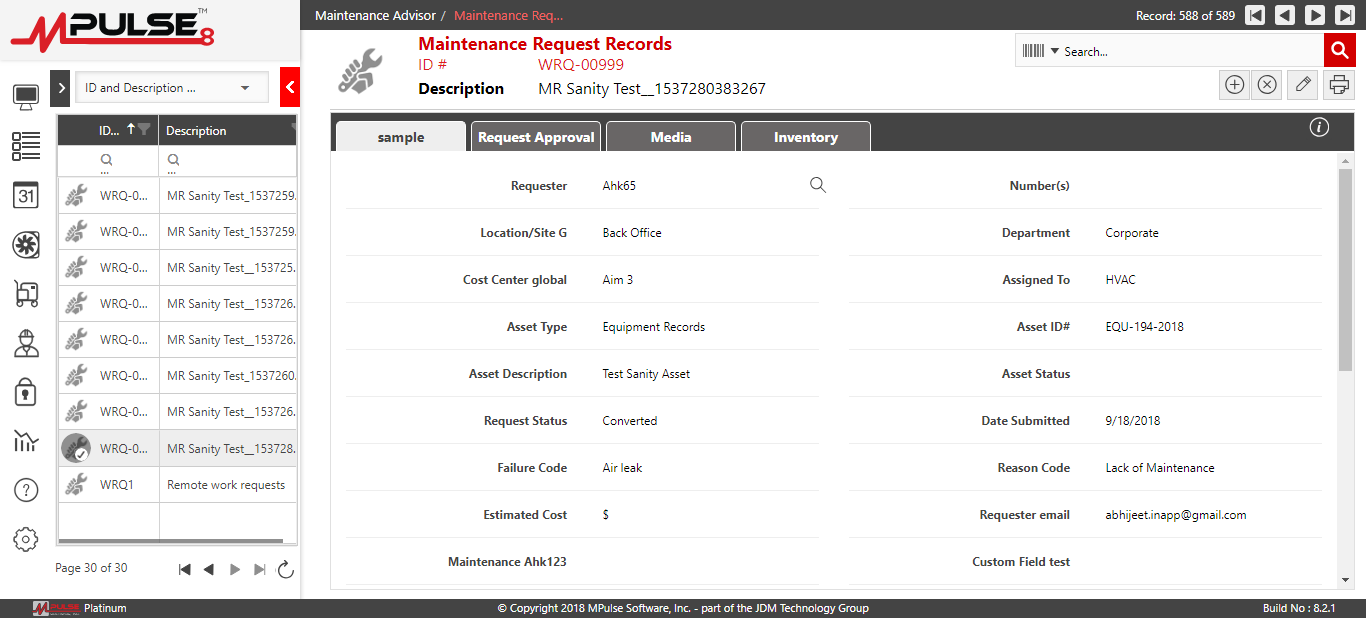 MPULSE 8 ™
Maintenance Advisor / Maintenance Req...
Record: 588 of 589
Maintenance Request Records
ID # WRQ-00999
Description MR Sanity Test__1537280383267
Search...
ID and Description ...
ID... Description
... ...
WRQ-0... MR Sanity Test_1537259.
WRQ-0... MR Sanity Test_1537259.
WRQ-0... MR Sanity Test__153725.
WRQ-0... MR Sanity Test__153726.
WRQ-0... MR Sanity Test__153726.
WRQ-0... MR Sanity Test_1537260.
WRQ-0... MR Sanity Test__153726.
WRQ-0... MR Sanity Test__153728.
WRQ1 Remote work requests
Page 30 of 30
31
?
sample Request Approval Media Inventory
i
Requester Ahk65 Number(s)
Location/Site G Back Office Department Corporate
Cost Center global Aim 3 Assigned To HVAC
Asset Type Equipment Records Asset ID# EQU-194-2018
Asset Description Test Sanity Asset Asset Status
Request Status Converted Date Submitted 9/18/2018
Failure Code Air leak Reason Code Lack of Maintenance
Estimated Cost $ Requester email abhijeet.inapp@gmail.com
Maintenance Ahk123 Custom Field test
MPULSE Platinum
© Copyright 2018 MPulse Software, Inc. - part of the JDM Technology Group
Build No : 8.2.1